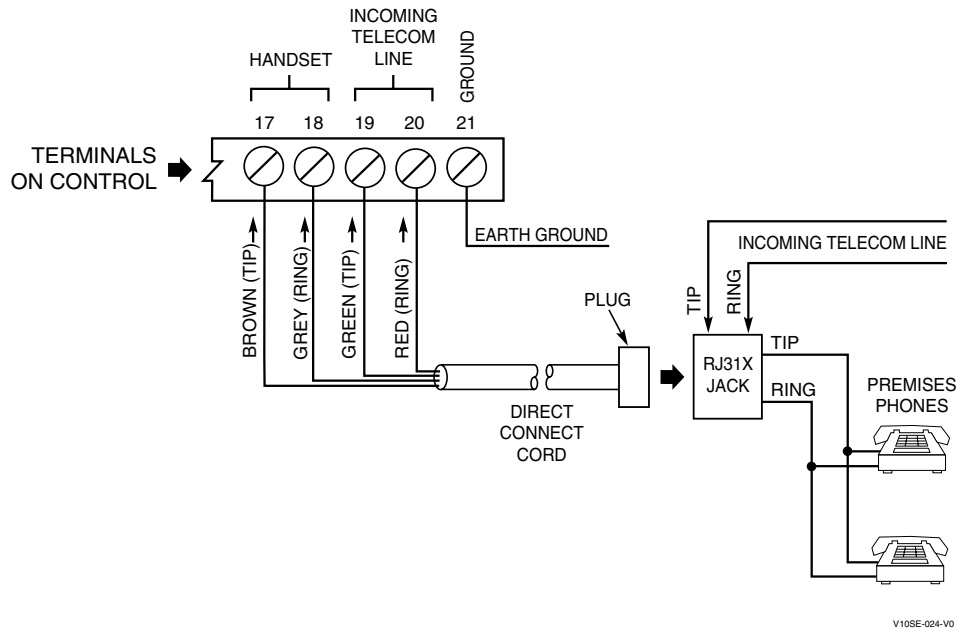 INCOMING
TELECOM
LINE
HANDSET
GROUND
17 18 19 20 21
TERMINALS
ON CONTROL
BROWN (TIP)
GREY (RING)
GREEN (TIP)
RED (RING)
EARTH GROUND
PLUG
DIRECT
CONNECT
CORD
INCOMING TELECOM LINE
TIP
RING
RJ31X
JACK
TIP
RING
PREMISES
PHONES
V10SE-024-V0